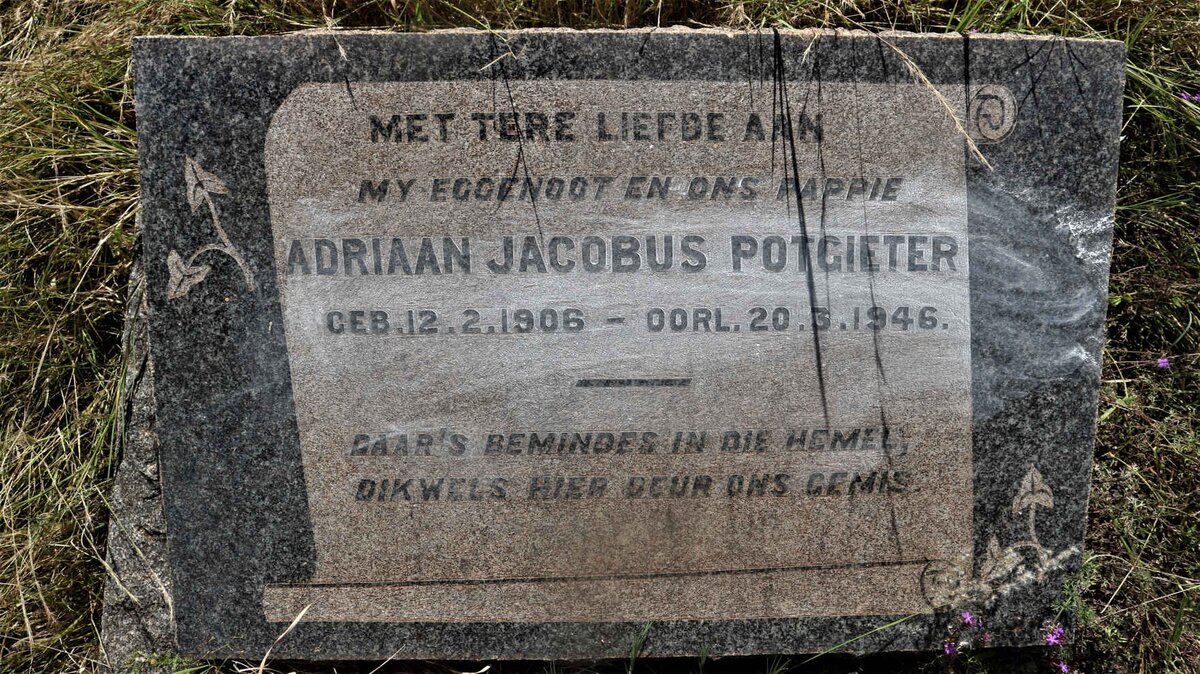 MET TERE LIEFDE AAN
MY EGGENOOT EN ONS PAPPIE
ADRIAAN JACOBUS POTGIETER
GEB. 12.2.1906 - OORL. 20.3.1946.
DAAR'S BEMINDES IN DIE HEMEL,
DIKWELS HIER DEUR ONS GEMIS.